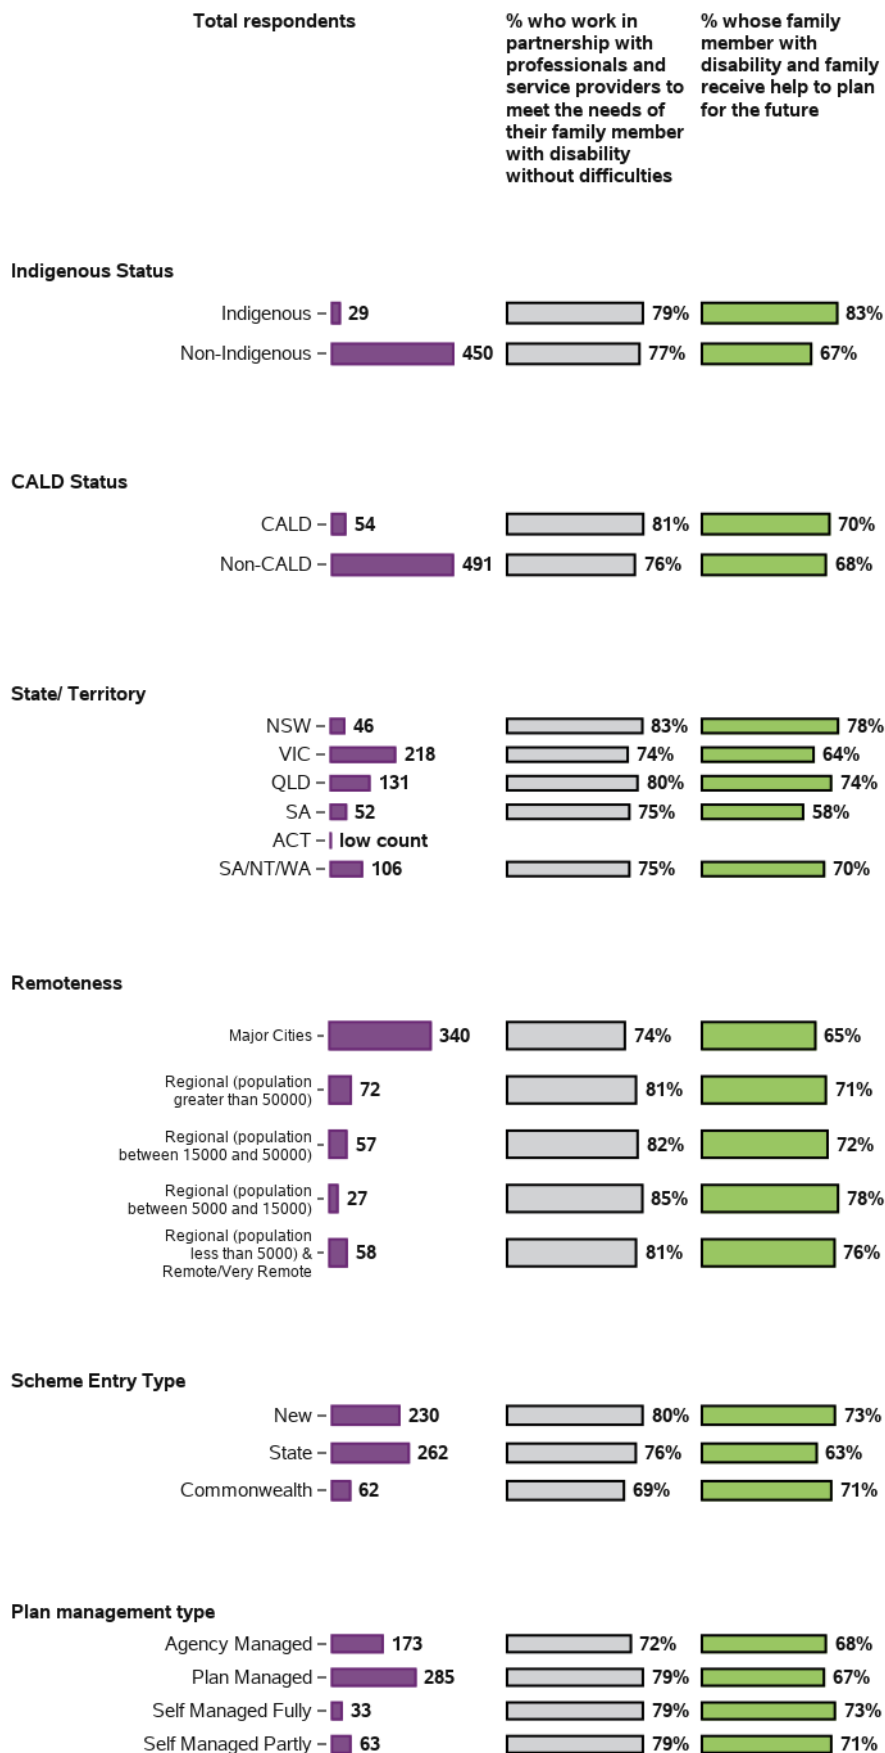 Total respondents
% who work in
partnership with
professionals and
service providers to
meet the needs of
their family member
with disability
without difficulties
% whose family
member with
disability and family
receive help to plan
for the future
Indigenous Status
Indigenous 29 79% 83%
Non-Indigenous 450 77% 67%
CALD Status
CALD 54 81% 70%
Non-CALD 491 76% 68%
State/ Territory
NSW 46 83% 78%
VIC 218 74% 64%
QLD 131 80% 74%
SA 52 75% 58%
ACT low count
SA/NT/WA 106 75% 70%
Remoteness
Major Cities 340 74% 65%
Regional (population
greater than 50000) 72 81% 71%
Regional (population
between 15000 and 50000) 57 82% 72%
Regional (population
between 5000 and 15000) 27 85% 78%
Regional (population
less than 5000) & 58 81% 76%
Remote/Very Remote
Scheme Entry Type
New 230 80% 73%
State 262 76% 63%
Commonwealth 62 69% 71%
Plan management type
Agency Managed 173 72% 68%
Plan Managed 285 79% 67%
Self Managed Fully 33 79% 73%
Self Managed Partly 63 79% 71%